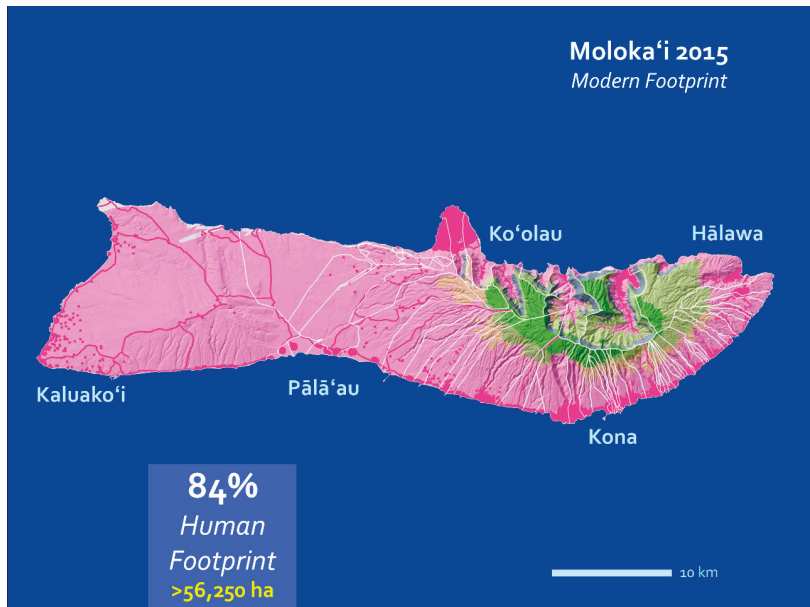 Molokaʻi 2015
Modern Footprint
Koʻolau
Hālawa
Kaluakoʻi
Pālāʻau
Kona
84%
Human
Footprint
>56,250 ha
10 km